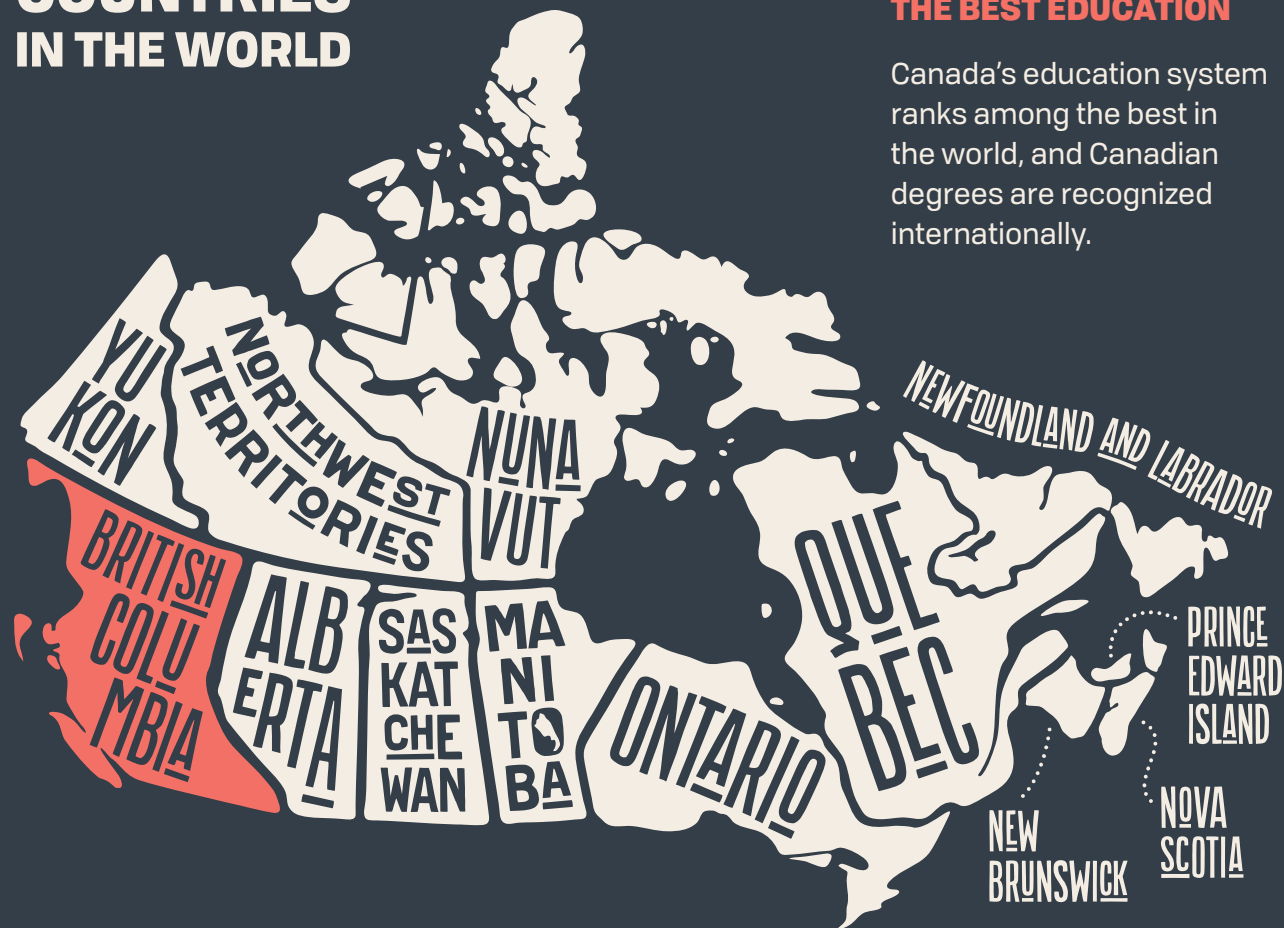 COUNTRIES
IN THE WORLD
THE BEST EDUCATION
Canada’s education system
ranks among the best in
the world, and Canadian
degrees are recognized
internationally.
YU
KON
NORTHWEST
TERRITORIES
NUNA
VUT
NEWFOUNDLAND AND LABRADOR
BRITISH
COLU
MBIA
ALB
ERTA
SAS
KAT
CHE
WAN
MA
NI
TO
BA
ONTARIO
QUE
BEC
PRINCE
EDWARD
ISLAND
NOVA
SCOTIA
NEW
BRUNSWICK